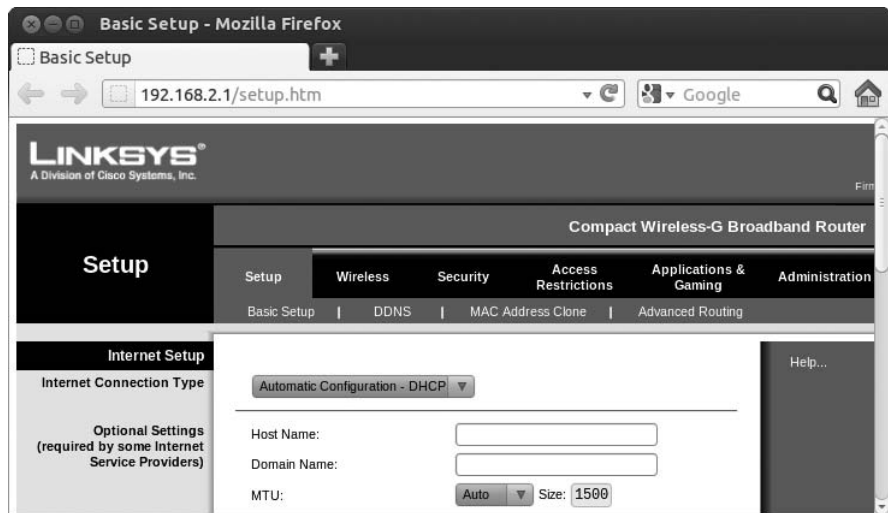 Basic Setup - Mozilla Firefox
Basic Setup
192.168.2.1/setup.htm
Google
LINKSYS®
A Division of Cisco Systems, Inc.
Firm
Compact Wireless-G Broadband Router
Setup
Setup Wireless Security Access Restrictions Applications & Gaming Administration
Basic Setup | DDNS | MAC Address Clone | Advanced Routing
Internet Setup
Help...
Internet Connection Type
Automatic Configuration - DHCP
Optional Settings
(required by some Internet
Service Providers)
Host Name:
Domain Name:
MTU: Auto Size: 1500